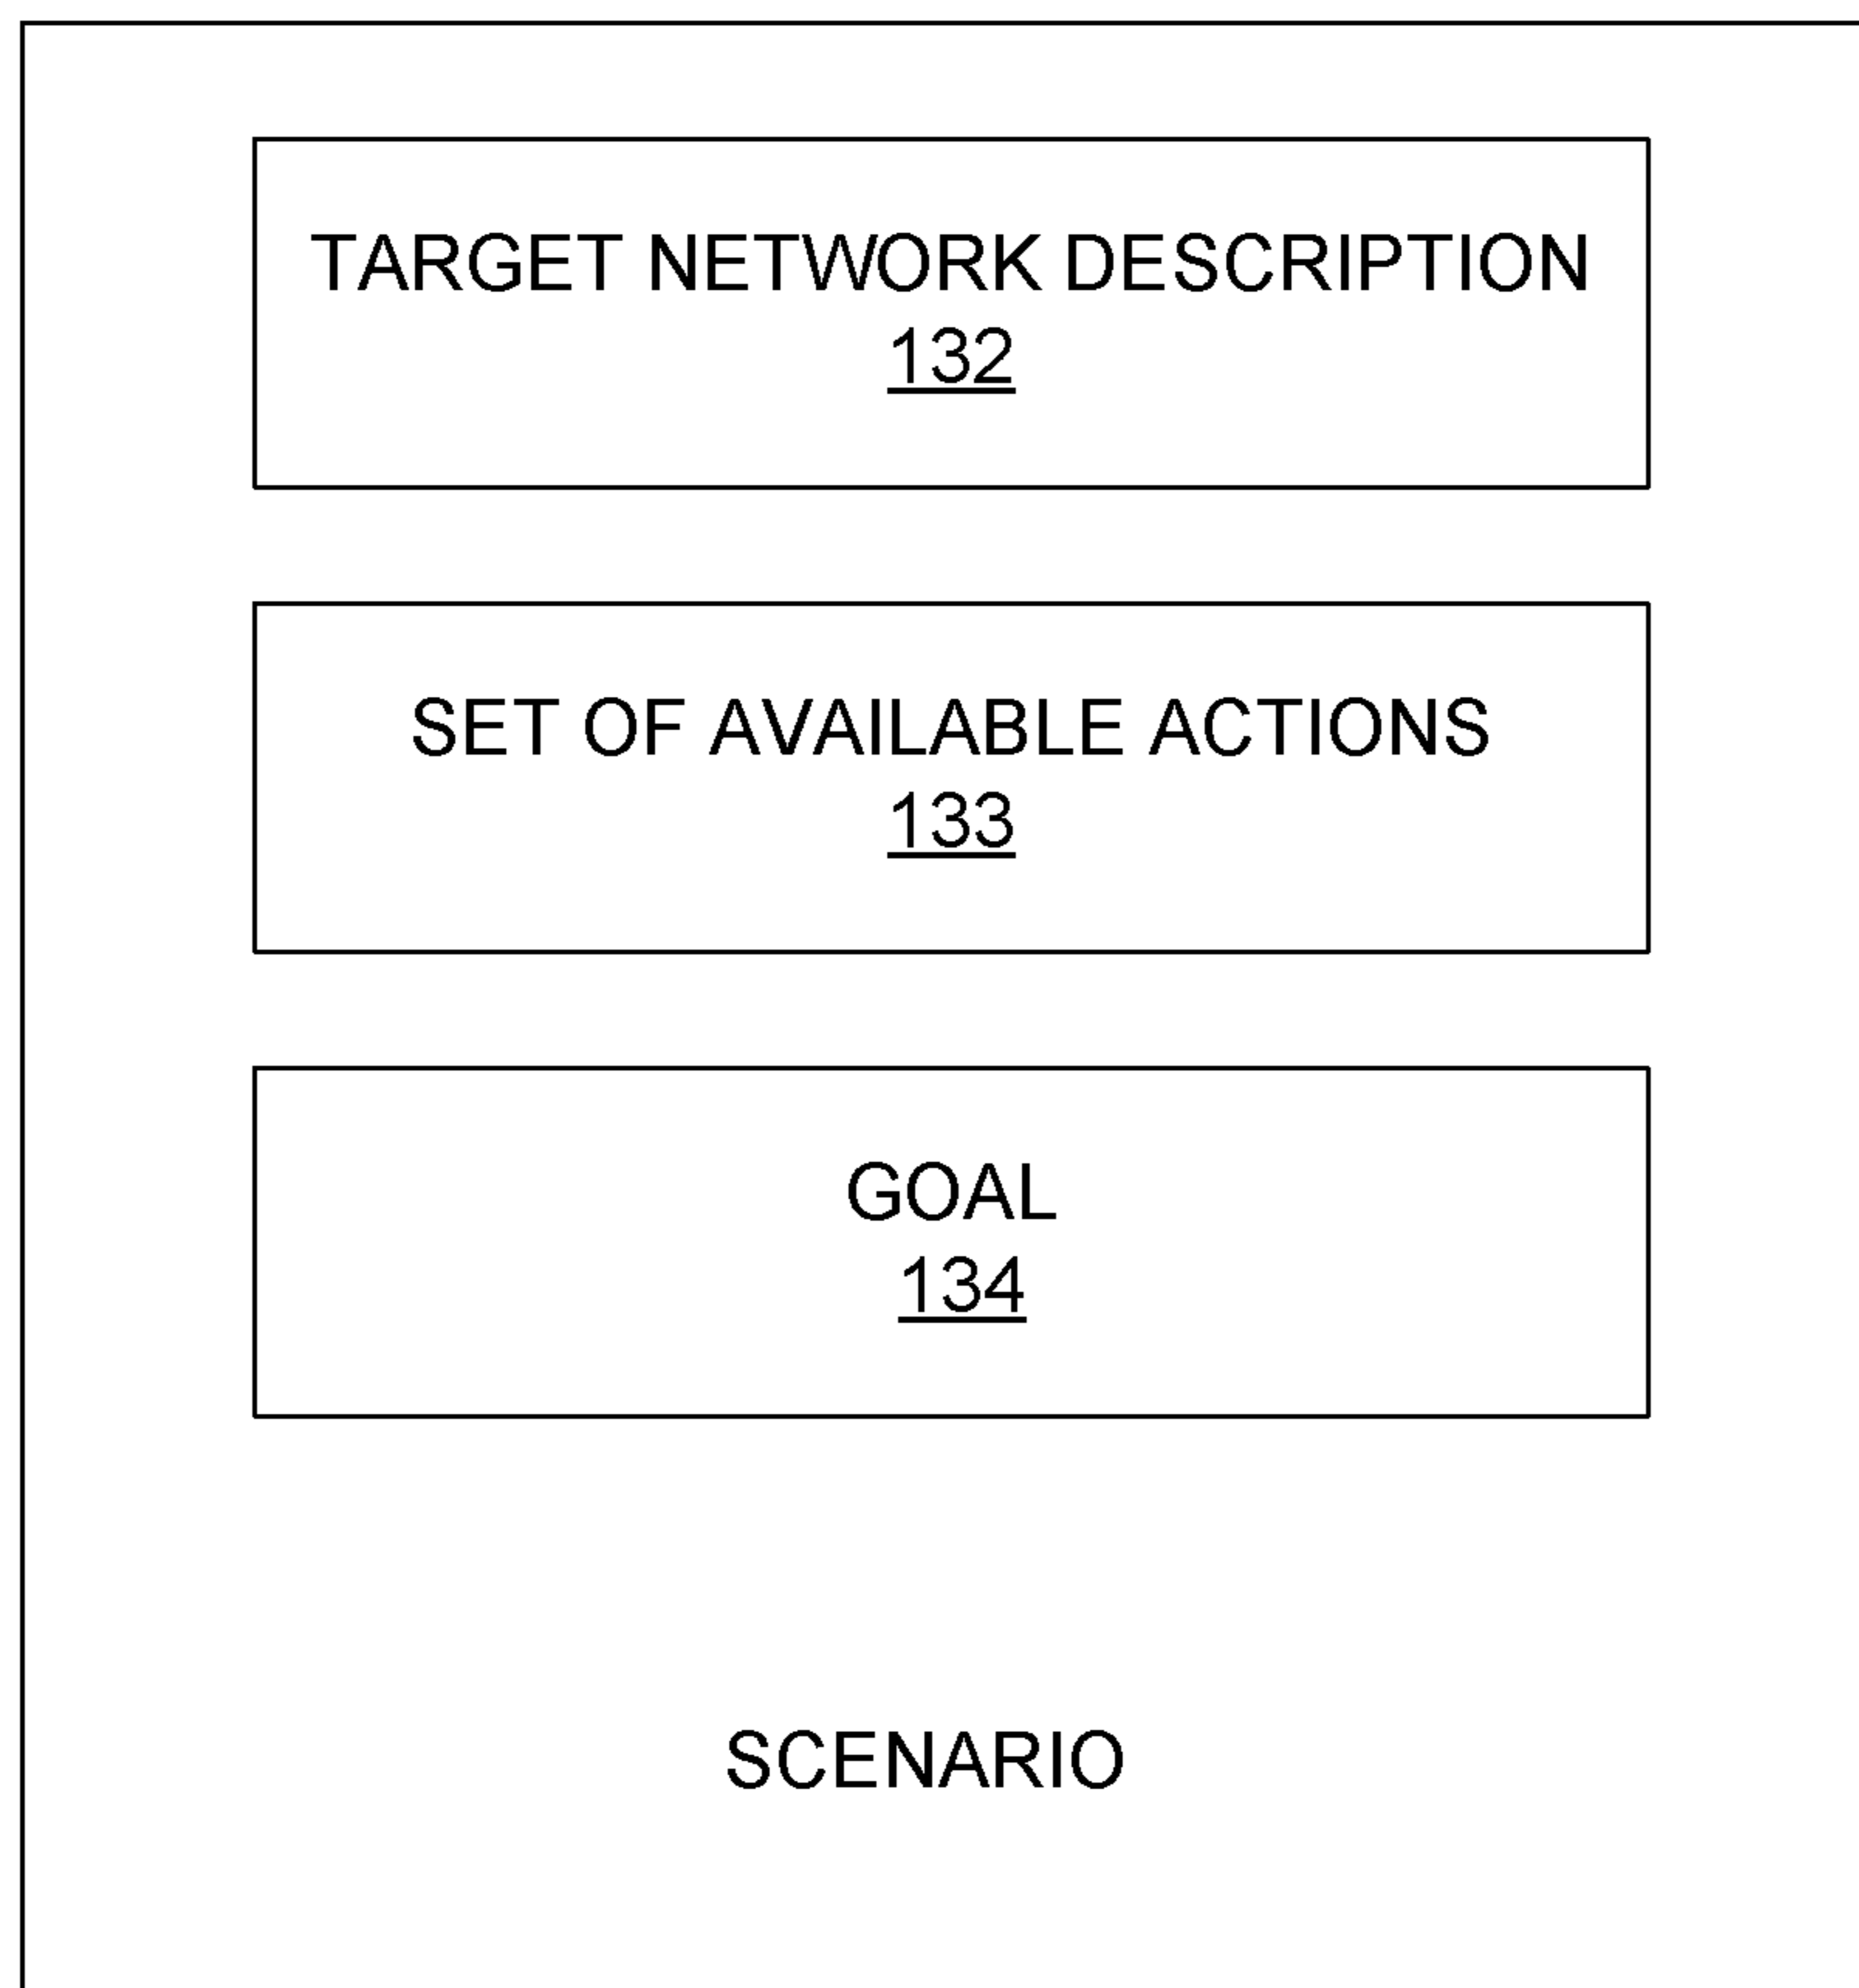 TARGET NETWORK DESCRIPTION
132
SET OF AVAILABLE ACTIONS
133
GOAL
134
SCENARIO